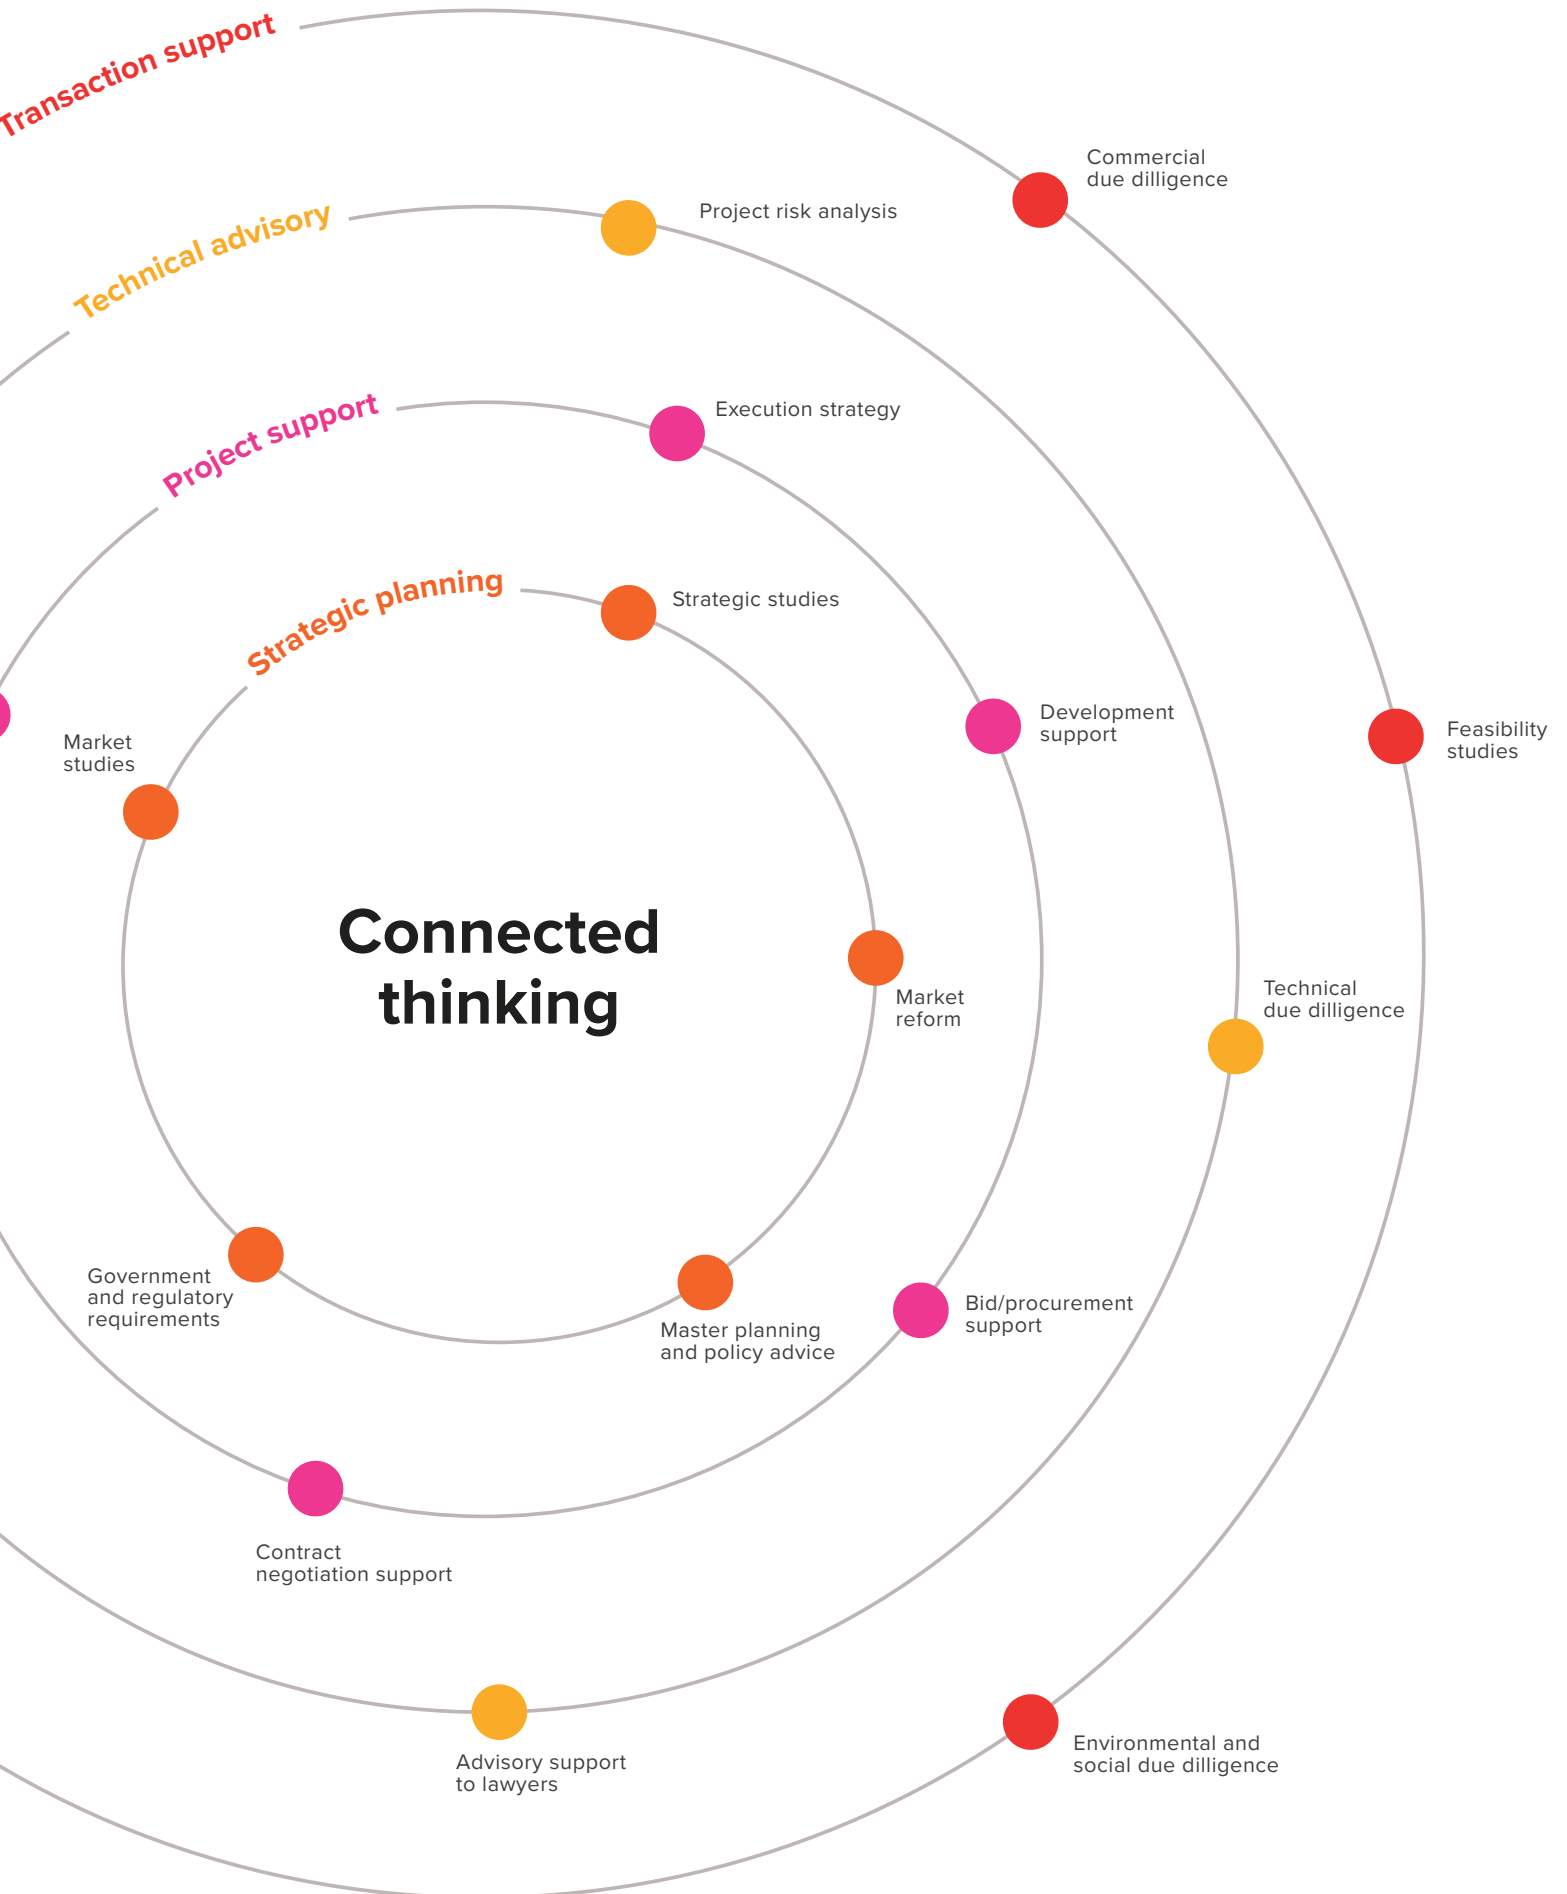 Transaction support
Commercial
due dilligence
Technical advisory
Project risk analysis
Project support
Execution strategy
Strategic planning
Strategic studies
Development
support
Feasibility
studies
Market
studies
Connected
thinking
Market
reform
Technical
due dilligence
Government
and regulatory
requirements
Master planning
and policy advice
Bid/procurement
support
Contract
negotiation support
Advisory support
to lawyers
Environmental and
social due dilligence